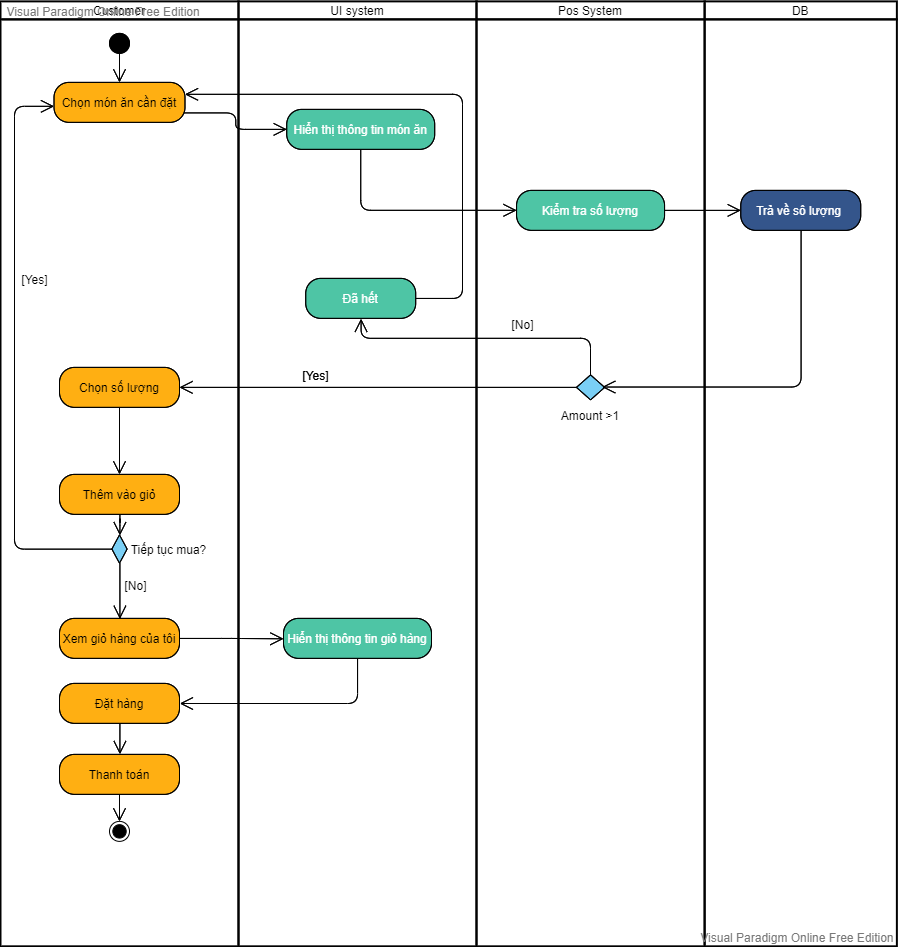 Visual Paradigm Online Free Edition
Customer
UI system
Pos System
DB
Chọn món ăn cần đặt
Hiển thị thông tin món ăn
Kiểm tra số lượng
Trả về số lượng
[Yes]
Đã hết
[No]
[Yes]
Chọn số lượng
Amount >1
Thêm vào giỏ
Tiếp tục mua?
[No]
Xem giỏ hàng của tôi
Hiển thị thông tin giỏ hàng
Đặt hàng
Thanh toán
Visual Paradigm Online Free Edition